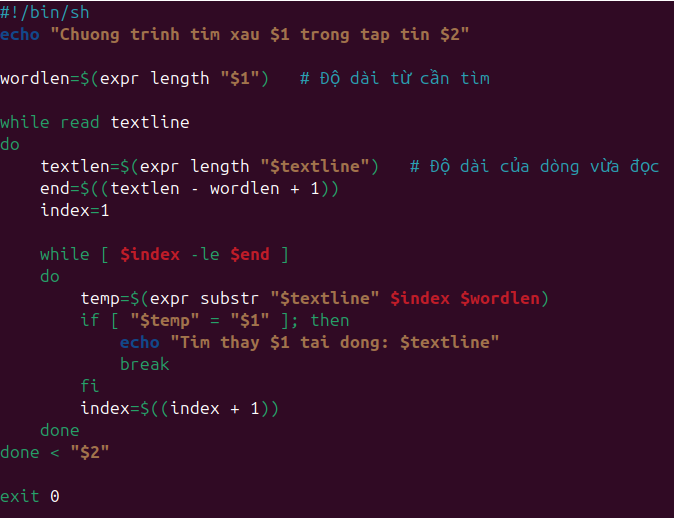 #!/bin/sh
echo "Chuong trinh tim xau $1 trong tap tin $2"
wordlen=$(expr length "$1")   # Độ dài từ cần tìm
while read textline
do
    textlen=$(expr length "$textline")   # Độ dài của dòng vừa đọc
    end=$((textlen - wordlen + 1))
    index=1
    while [ $index -le $end ]
    do
        temp=$(expr substr "$textline" $index $wordlen)
        if [ "$temp" = "$1" ]; then
            echo "Tim thay $1 tai dong: $textline"
            break
        fi
        index=$((index + 1))
    done
done < "$2"
exit 0